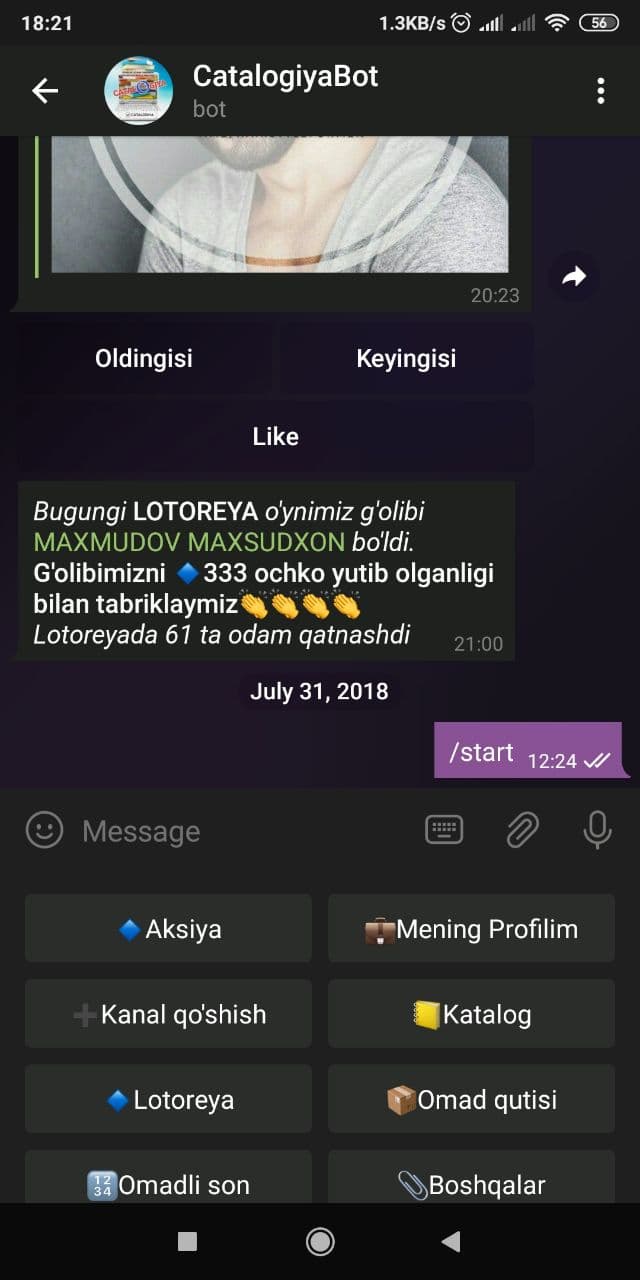 18:21
1.3KB/s
56
CatalogiyaBot
bot
20:23
Oldingisi
Keyingisi
Like
Bugungi LOTOREYA o'ynimiz g'olibi
MAXMUDOV MAXSUDXON bo'ldi.
G'olibimizni 🔷333 ochko yutib olganligi
bilan tabriklaymiz👏👏👏👏
Lotoreyada 61 ta odam qatnashdi
21:00
July 31, 2018
/start 12:24
Message
🔷Aksiya
💼Mening Profilim
➕Kanal qo'shish
📒Katalog
🔷Lotoreya
📦Omad qutisi
🔢Omadli son
📎Boshqalar